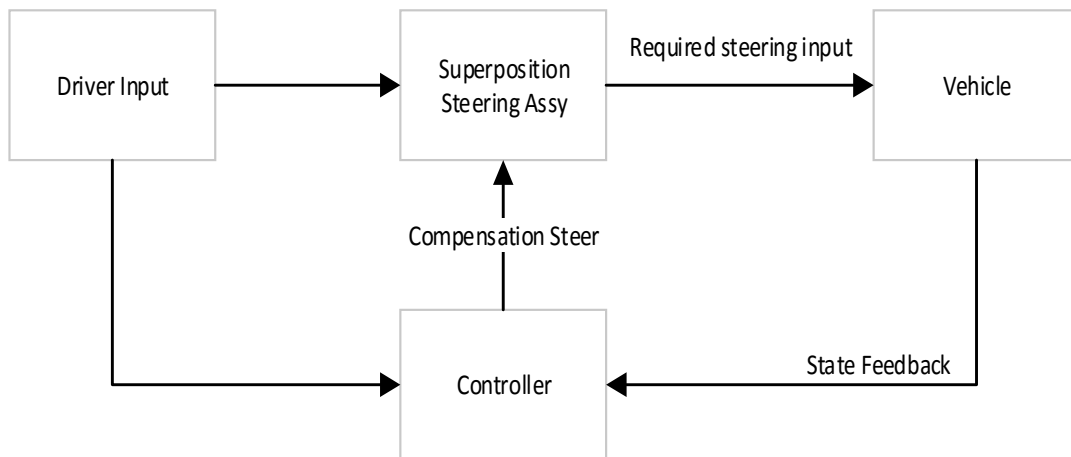 Driver Input
Superposition
Steering Assy
Required steering input
Vehicle
Compensation Steer
Controller
State Feedback